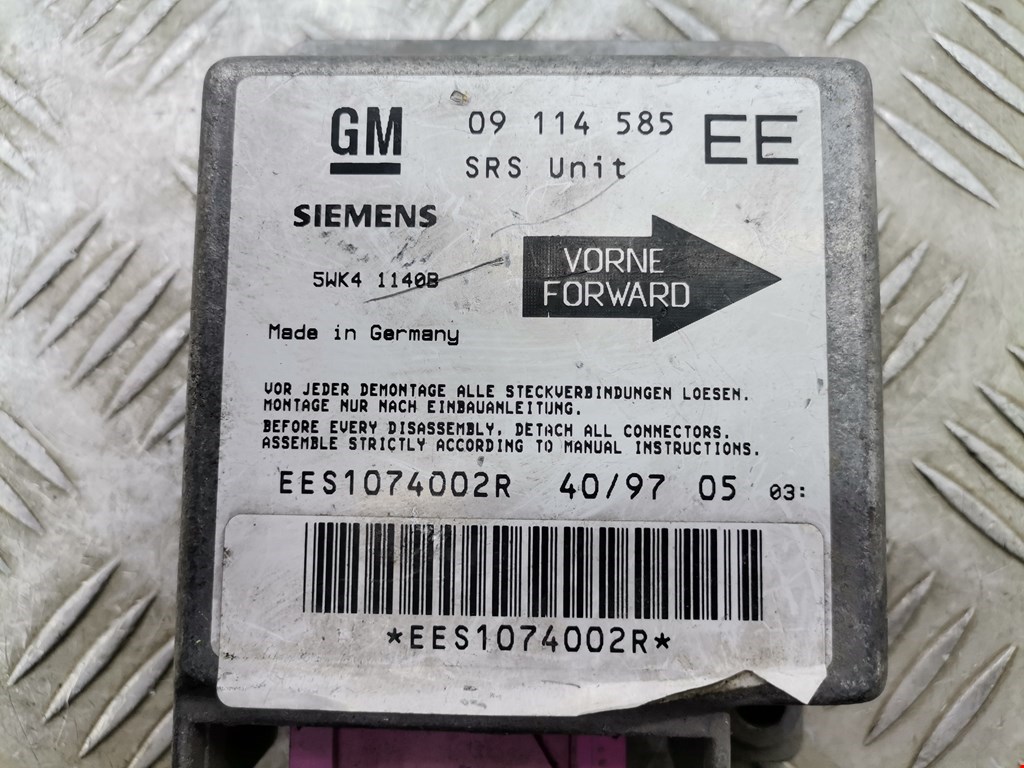 GM 09 114 585 EE
SRS Unit
SIEMENS
VORNE
FORWARD
5WK4 1140B
Made in Germany
VOR JEDER DEMONTAGE ALLE STECKVERBINDUNGEN LOESEN.
MONTAGE NUR NACH EINBAUANLEITUNG.
BEFORE EVERY DISASSEMBLY, DETACH ALL CONNECTORS.
ASSEMBLE STRICTLY ACCORDING TO MANUAL INSTRUCTIONS.
EES1074002R 40/97 05 03:
*EES1074002R*